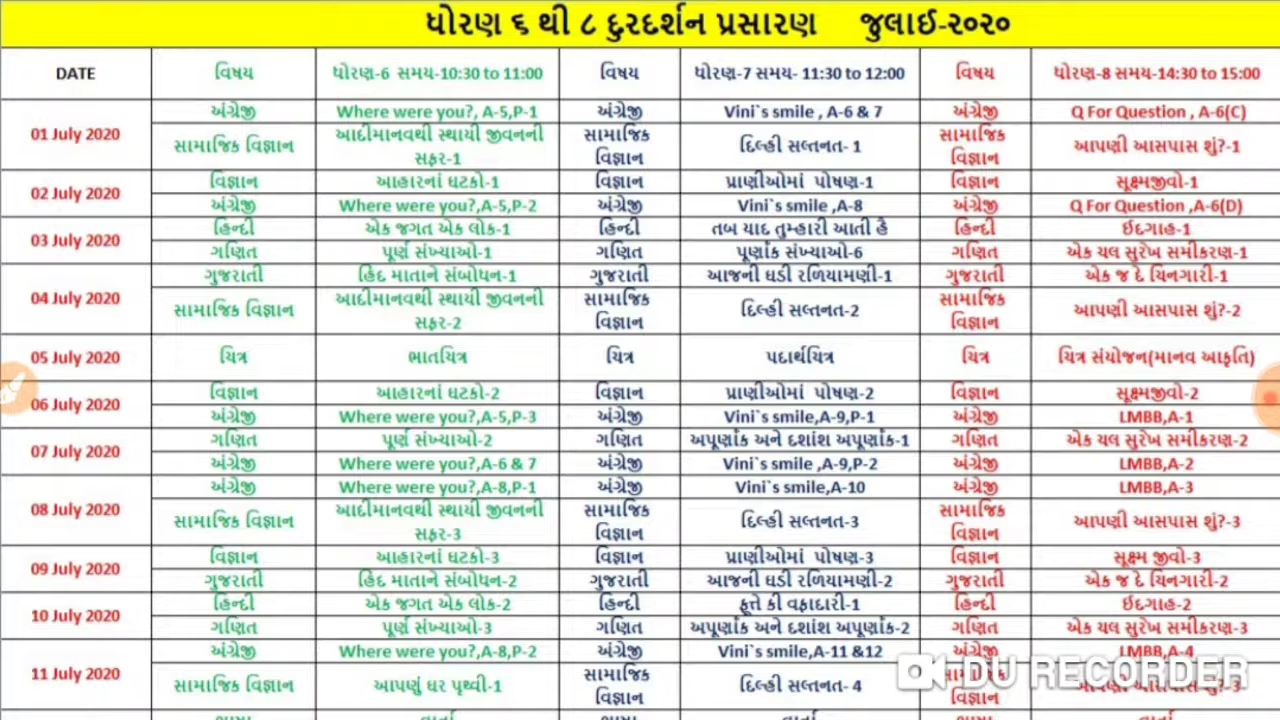 ધોરણ ૬ થી ૮ દુરદર્શન પ્રસારણ જુલાઈ-૨૦૨૦
DATE વિષય ધોરણ-6 સમય-10:30 to 11:00 વિષય ધોરણ-7 સમય- 11:30 to 12:00 વિષય ધોરણ-8 સમય-14:30 to 15:00
01 July 2020 અંગ્રેજી Where were you?, A-5,P-1 અંગ્રેજી Vini`s smile , A-6 & 7 અંગ્રેજી Q For Question , A-6(C)
સામાજિક વિજ્ઞાન આદીમાનવથી સ્થાયી જીવનની સફર-1 સામાજિક વિજ્ઞાન દિલ્હી સલ્તનત- 1 સામાજિક વિજ્ઞાન આપણી આસપાસ શું?-1
02 July 2020 વિજ્ઞાન આહારનાં ઘટકો-1 વિજ્ઞાન પ્રાણીઓમાં પોષણ-1 વિજ્ઞાન સૂક્ષ્મજીવો-1
અંગ્રેજી Where were you?,A-5,P-2 અંગ્રેજી Vini`s smile,A-8 અંગ્રેજી Q For Question ,A-6(D)
03 July 2020 હિન્દી એક જગત એક લોક-1 હિન્દી તબ યાદ તુમ્હારી આતી હૈ હિન્દી ઈદગાહ-1
ગણિત પૂર્ણ સંખ્યાઓ-1 ગણિત પૂર્ણાંક સંખ્યાઓ-6 ગણિત એક ચલ સુરેખ સમીકરણ-1
04 July 2020 ગુજરાતી હિંદ માતાને સંબોધન-1 ગુજરાતી આજની ઘડી રળિયામણી-1 ગુજરાતી એક જ દે ચિનગારી-1
સામાજિક વિજ્ઞાન આદીમાનવથી સ્થાયી જીવનની સફર-2 સામાજિક વિજ્ઞાન દિલ્હી સલ્તનત-2 સામાજિક વિજ્ઞાન આપણી આસપાસ શું?-2
05 July 2020 ચિત્ર ભાતચિત્ર ચિત્ર પદાર્થચિત્ર ચિત્ર ચિત્ર સંયોજન(માનવ આકૃતિ)
06 July 2020 વિજ્ઞાન આહારનાં ઘટકો-2 વિજ્ઞાન પ્રાણીઓમાં પોષણ-2 વિજ્ઞાન સૂક્ષ્મજીવો-2
અંગ્રેજી Where were you?,A-5,P-3 અંગ્રેજી Vini`s smile,A-9,P-1 અંગ્રેજી LMBB,A-1
07 July 2020 ગણિત પૂર્ણ સંખ્યાઓ-2 ગણિત અપૂર્ણાંક અને દશાંશ અપૂર્ણાંક-1 ગણિત એક ચલ સુરેખ સમીકરણ-2
અંગ્રેજી Where were you?,A-6 & 7 અંગ્રેજી Vini`s smile ,A-9,P-2 અંગ્રેજી LMBB,A-2
08 July 2020 અંગ્રેજી Where were you?,A-8,P-1 અંગ્રેજી Vini`s smile,A-10 અંગ્રેજી LMBB,A-3
સામાજિક વિજ્ઞાન આદીમાનવથી સ્થાયી જીવનની સફર-3 સામાજિક વિજ્ઞાન દિલ્હી સલ્તનત-3 સામાજિક વિજ્ઞાન આપણી આસપાસ શું?-3
09 July 2020 વિજ્ઞાન આહારનાં ઘટકો-3 વિજ્ઞાન પ્રાણીઓમાં પોષણ-3 વિજ્ઞાન સૂક્ષ્મ જીવો-3
ગુજરાતી હિંદ માતાને સંબોધન-2 ગુજરાતી આજની ઘડી રળિયામણી-2 ગુજરાતી એક જ દે ચિનગારી-2
10 July 2020 હિન્દી એક જગત એક લોક-2 હિન્દી કૂત્તે કી વફાદારી-1 હિન્દી ઈદગાહ-2
ગણિત પૂર્ણ સંખ્યાઓ-3 ગણિત અપૂર્ણાંક અને દશાંશ અપૂર્ણાંક-2 ગણિત એક ચલ સુરેખ સમીકરણ-3
11 July 2020 અંગ્રેજી Where were you?,A-8,P-2 અંગ્રેજી Vini`s smile,A-11 &12 અંગ્રેજી LMBB,A-4
સામાજિક વિજ્ઞાન આપણું ઘર પૃથ્વી-1 સામાજિક વિજ્ઞાન દિલ્હી સલ્તનત- 4 સામાજિક વિજ્ઞાન આપણી આસપાસ શું?-3
DU RECORDER